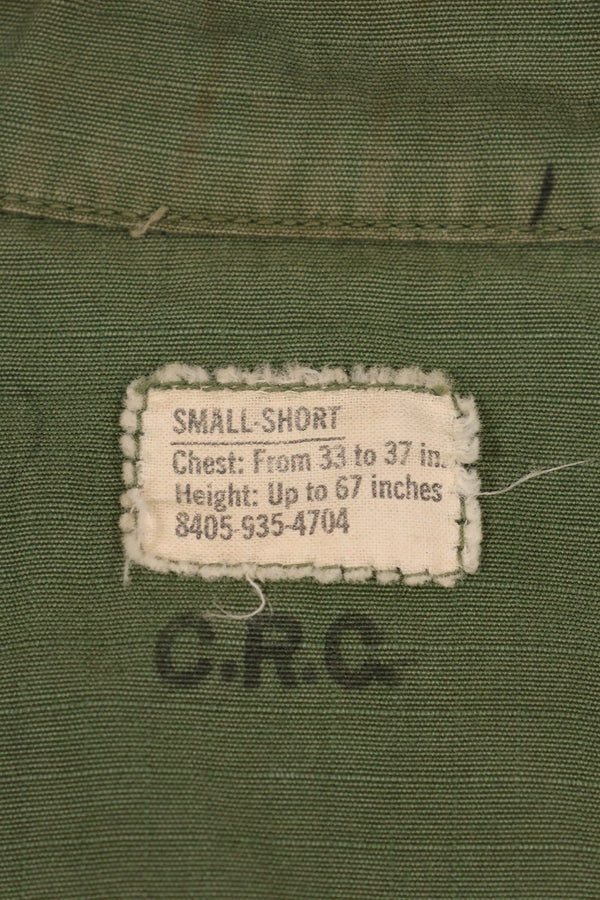 SMALL-SHORT
Chest: From 33 to 37 in.
Height: Up to 67 inches
8405-935-4704
C.R.C.